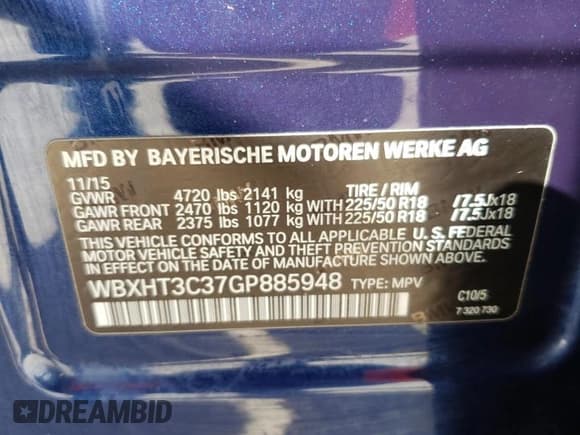 MFD BY BAYERISCHE MOTOREN WERKE AG
11/15
GVWR 4720 lbs 2141 kg TIRE / RIM
GAWR FRONT 2470 lbs 1120 kg WITH 225/50 R18 /7.5Jx18
GAWR REAR 2375 lbs 1077 kg WITH 225/50 R18 /7.5Jx18
THIS VEHICLE CONFORMS TO ALL APPLICABLE U.S. FEDERAL
MOTOR VEHICLE SAFETY AND THEFT PREVENTION STANDARDS
IN EFFECT ON THE DATE OF MANUFACTURE SHOWN ABOVE.
WBXHT3C37GP885948 TYPE: MPV
C10/5
7 320 730
DREAMBID